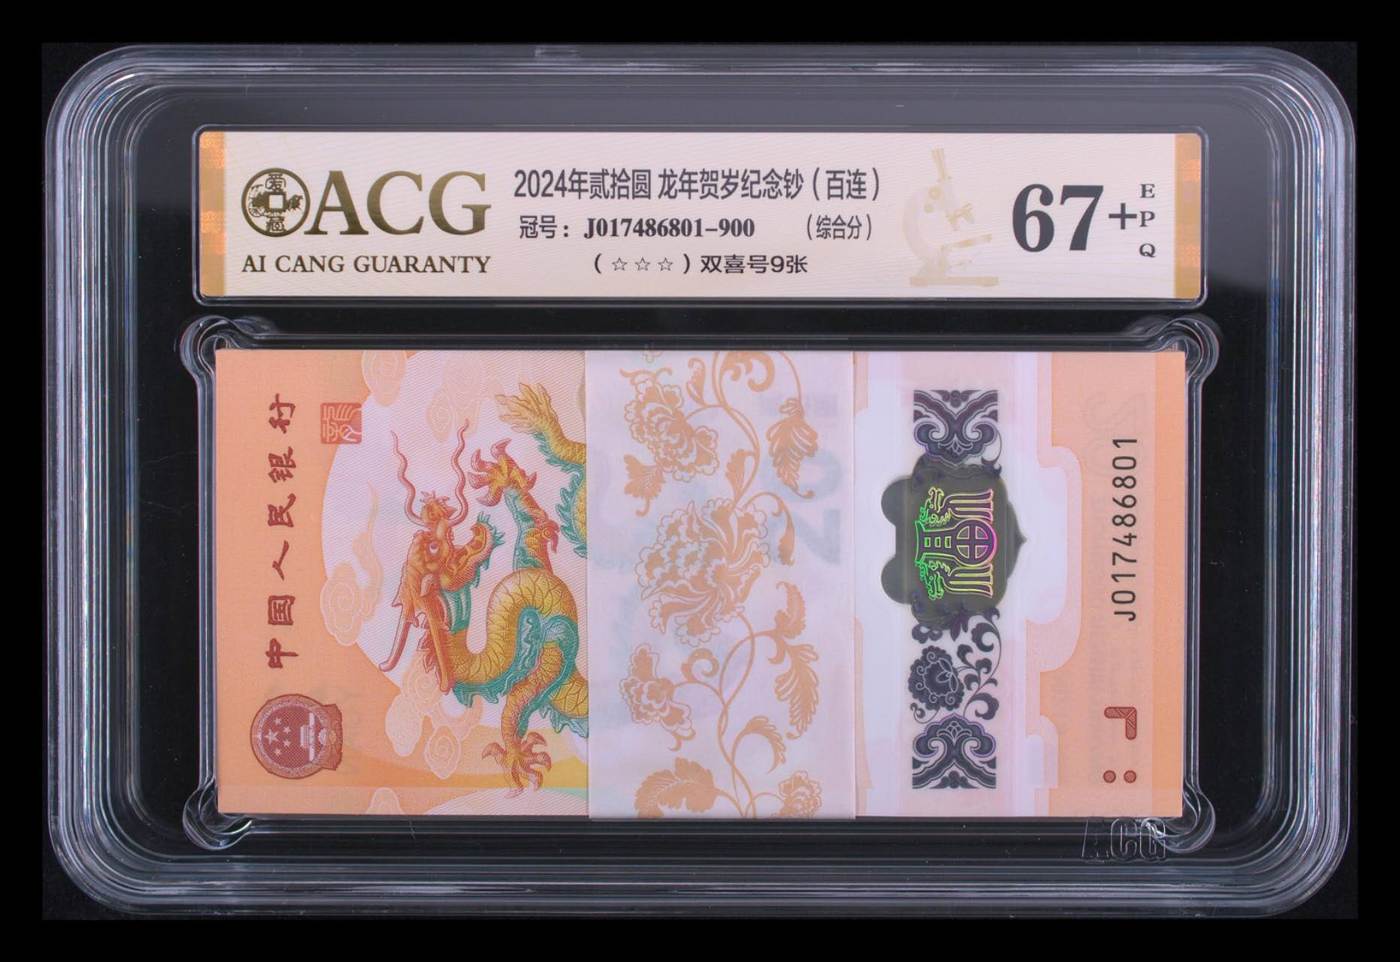 ACG
AI CANG GUARANTY
2024年贰拾圆 龙年贺岁纪念钞（百连）
冠号：J017486801-900 （综合分）
（☆☆☆）双喜号9张
67+
EPQ
中国人民银行
J017486801
ACG